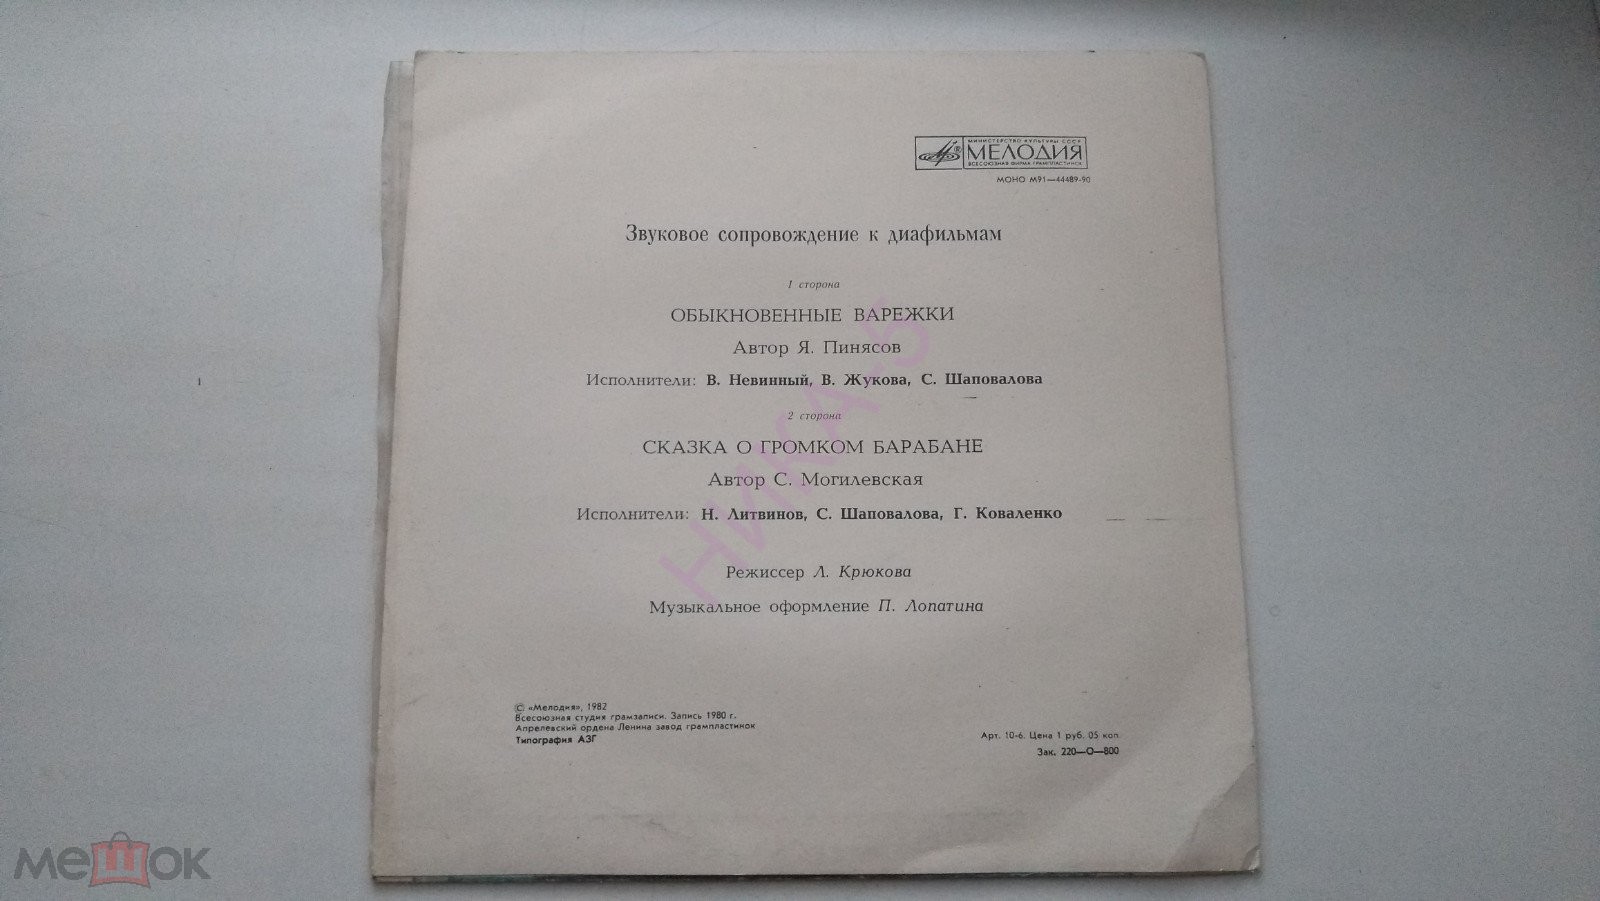 МИНИСТЕРСТВО КУЛЬТУРЫ СССР
МЕЛОДИЯ
ВСЕСОЮЗНАЯ ФИРМА ГРАМПЛАСТИНОК
МОНО М91—44489-90
Звуковое сопровождение к диафильмам
1 сторона
ОБЫКНОВЕННЫЕ ВАРЕЖКИ
Автор Я. Пинясов
Исполнители: В. Невинный, В. Жукова, С. Шаповалова
2 сторона
СКАЗКА О ГРОМКОМ БАРАБАНЕ
Автор С. Могилевская
Исполнители: Н. Литвинов, С. Шаповалова, Г. Коваленко
Режиссер Л. Крюкова
Музыкальное оформление П. Лопатина
© «Мелодия», 1982
Всесоюзная студия грамзаписи. Запись 1980 г.
Апрелевский ордена Ленина завод грампластинок
Типография АЗГ
Арт. 10-6. Цена 1 руб. 05 коп.
Зак. 220—О—800
НИКА-5
мешок